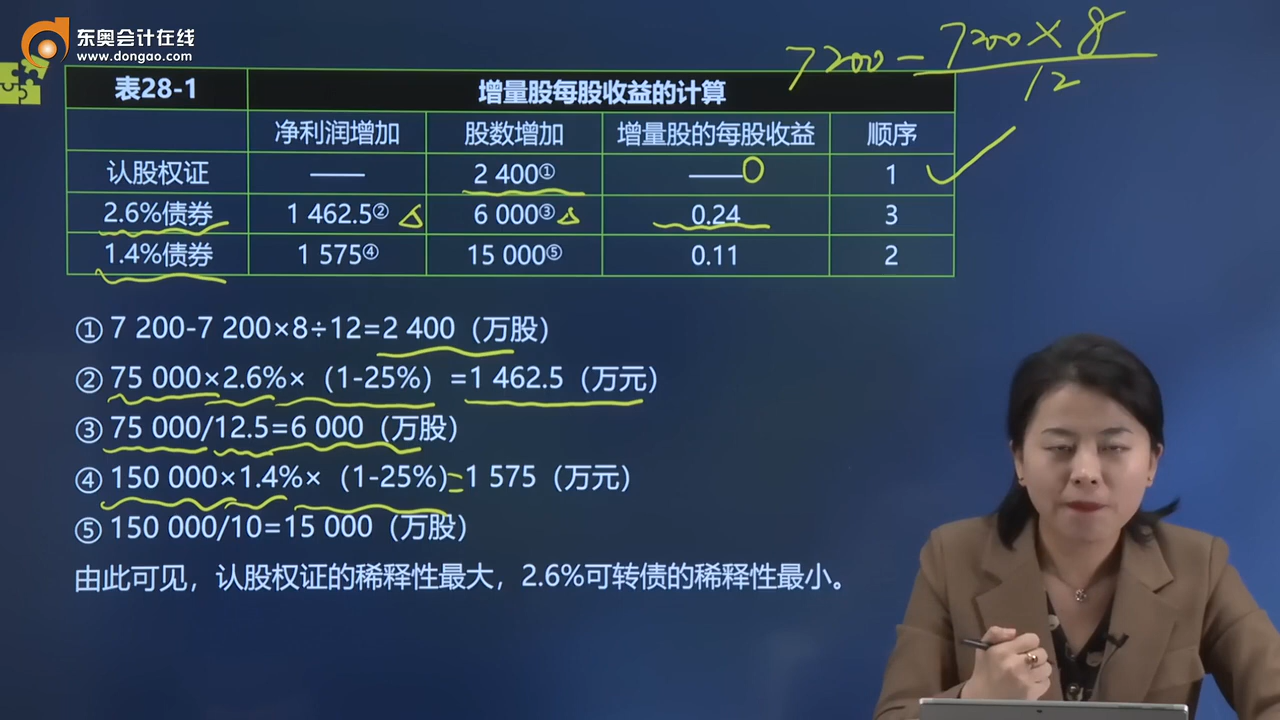 东奥会计在线
www.dongao.com
7200 - 7200×8
12
表28-1 增量股每股收益的计算
净利润增加 股数增加 增量股的每股收益 顺序
认股权证 —— 2 400① ——0 1
2.6%债券 1 462.5② 6 000③ 0.24 3
1.4%债券 1 575④ 15 000⑤ 0.11 2
① 7 200-7 200×8÷12=2 400（万股）
② 75 000×2.6%×（1-25%）=1 462.5（万元）
③ 75 000/12.5=6 000（万股）
④ 150 000×1.4%×（1-25%）=1 575（万元）
⑤ 150 000/10=15 000（万股）
由此可见，认股权证的稀释性最大，2.6%可转债的稀释性最小。